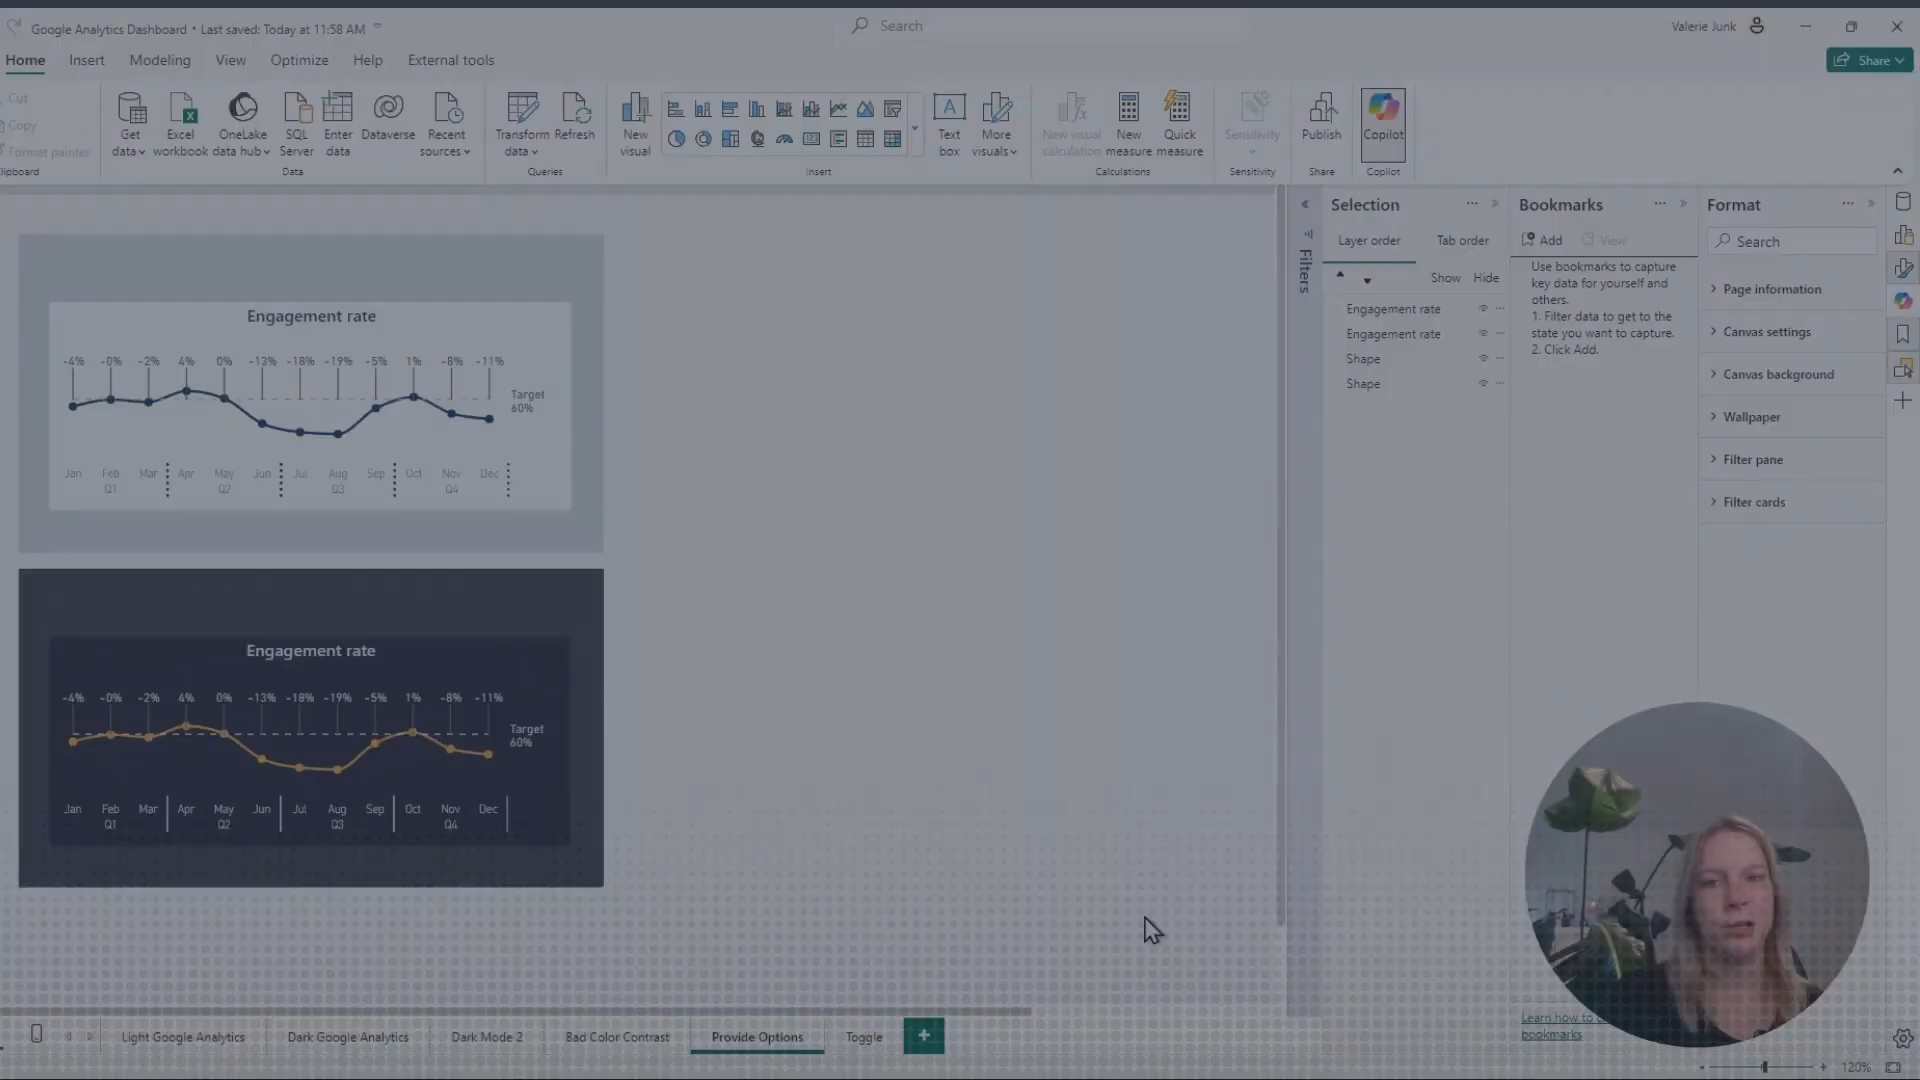 Google Analytics Dashboard • Last saved: Today at 11:58 AM
Search
Valerie Junk
Home Insert Modeling View Optimize Help External tools
Share
Cut
Copy
Format painter
Get data
Excel workbook
OneLake data hub
SQL Server
Enter data
Dataverse
Recent sources
Transform data
Refresh
New visual
Text box
More visuals
New visual calculation
New measure
Quick measure
Sensitivity
Publish
Copilot
lipboard
Data
Queries
Insert
Calculations
Sensitivity
Share
Copilot
Engagement rate
-4% -0% -2% 4% 0% -13% -18% -19% -5% 1% -8% -11%
Target
60%
Jan Feb Mar Apr May Jun Jul Aug Sep Oct Nov Dec
Q1 Q2 Q3 Q4
Engagement rate
-4% -0% -2% 4% 0% -13% -18% -19% -5% 1% -8% -11%
Target
60%
Jan Feb Mar Apr May Jun Jul Aug Sep Oct Nov Dec
Q1 Q2 Q3 Q4
Filters
Selection
Layer order Tab order
Show Hide
Engagement rate
Engagement rate
Shape
Shape
Bookmarks
Add View
Use bookmarks to capture
key data for yourself and
others.
1. Filter data to get to the
state you want to capture.
2. Click Add.
Learn how to
bookmarks
Format
Search
Page information
Canvas settings
Canvas background
Wallpaper
Filter pane
Filter cards
Light Google Analytics Dark Google Analytics Dark Mode 2 Bad Color Contrast Provide Options Toggle +
- + 120%